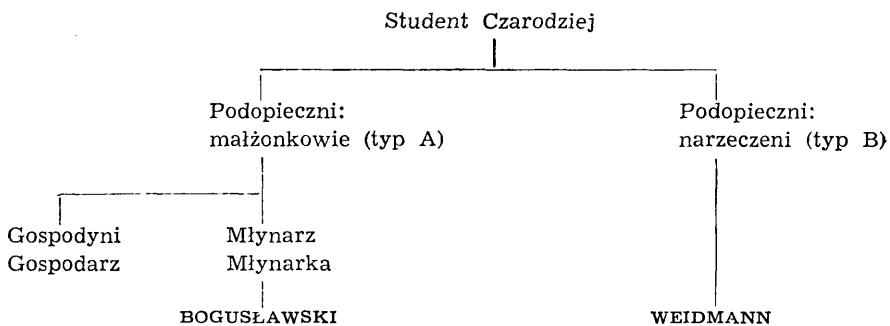 Student Czarodziej
Podopieczni:
małżonkowie (typ A)
Podopieczni:
narzeczeni (typ B)
Gospodyni
Gospodarz
Młynarz
Młynarka
BOGUSŁAWSKI
WEIDMANN